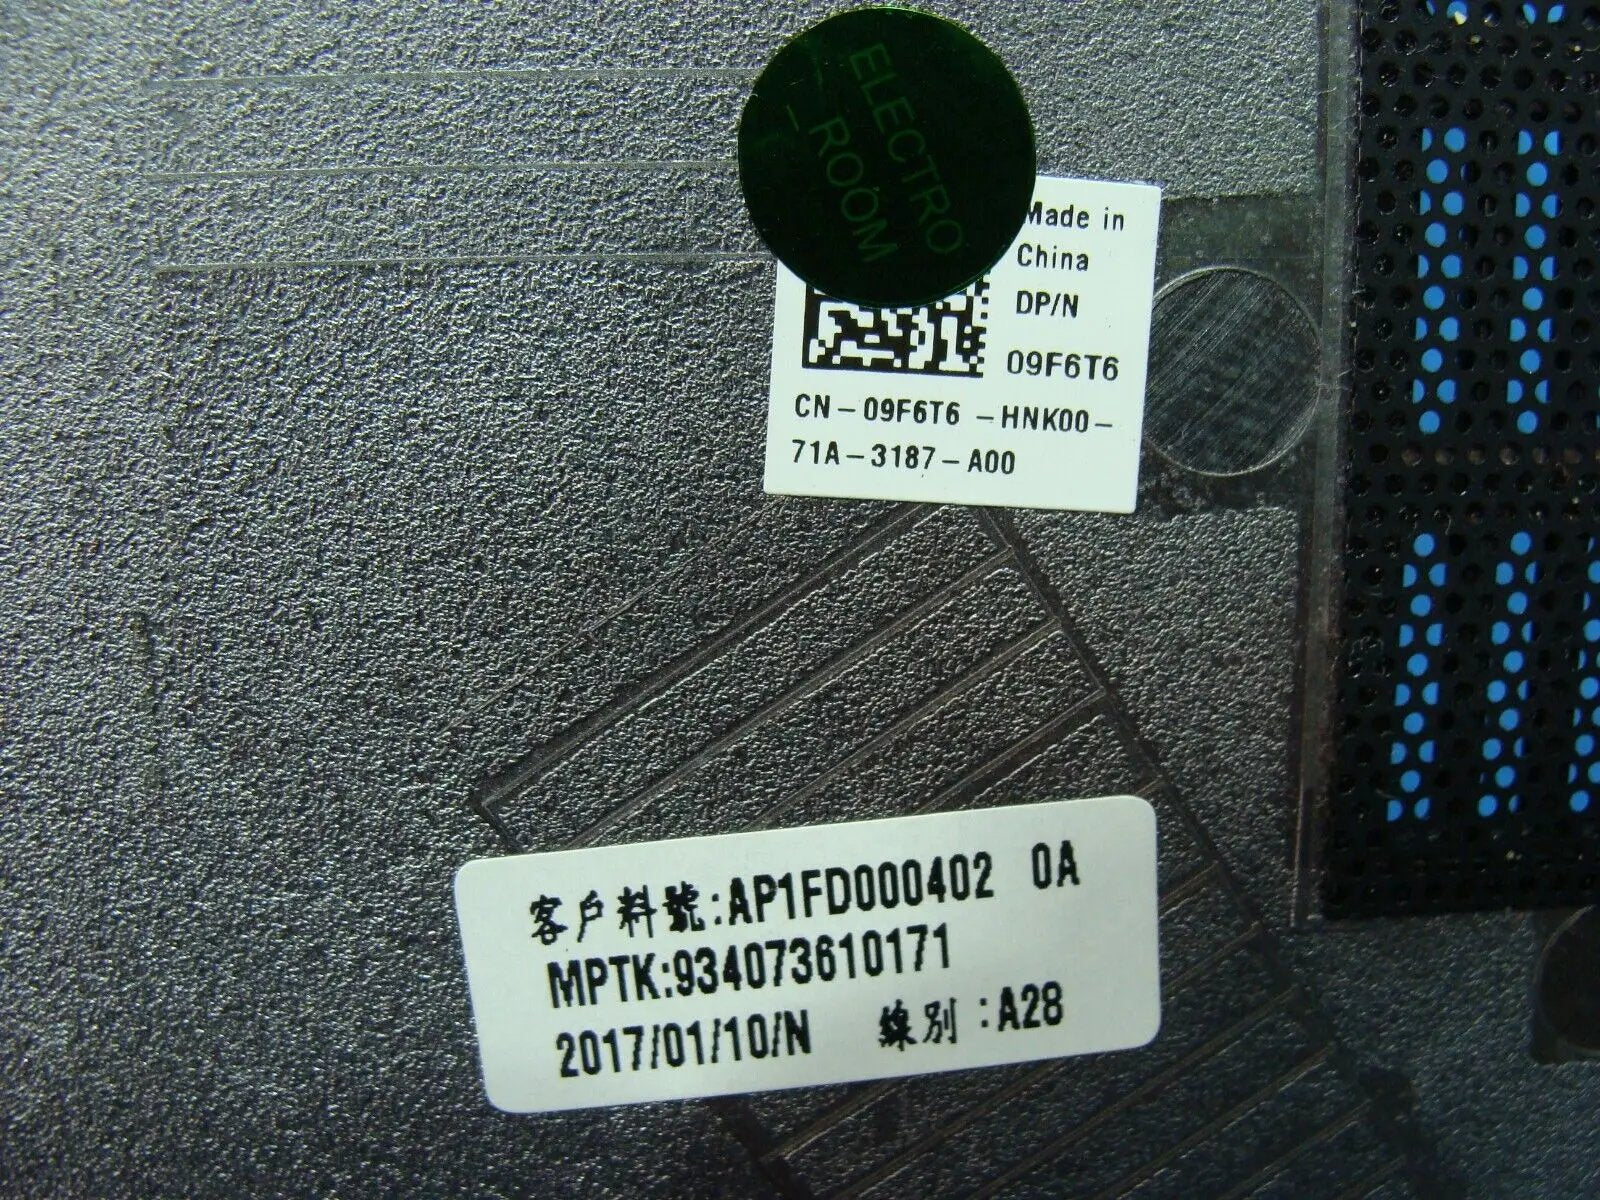 ELECTRO
-ROOM
Made in
China
DP/N
09F6T6
CN-09F6T6-HNK00-
71A-3187-A00
客戶料號:AP1FD000402 0A
MPTK:934073610171
2017/01/10/N 線別:A28